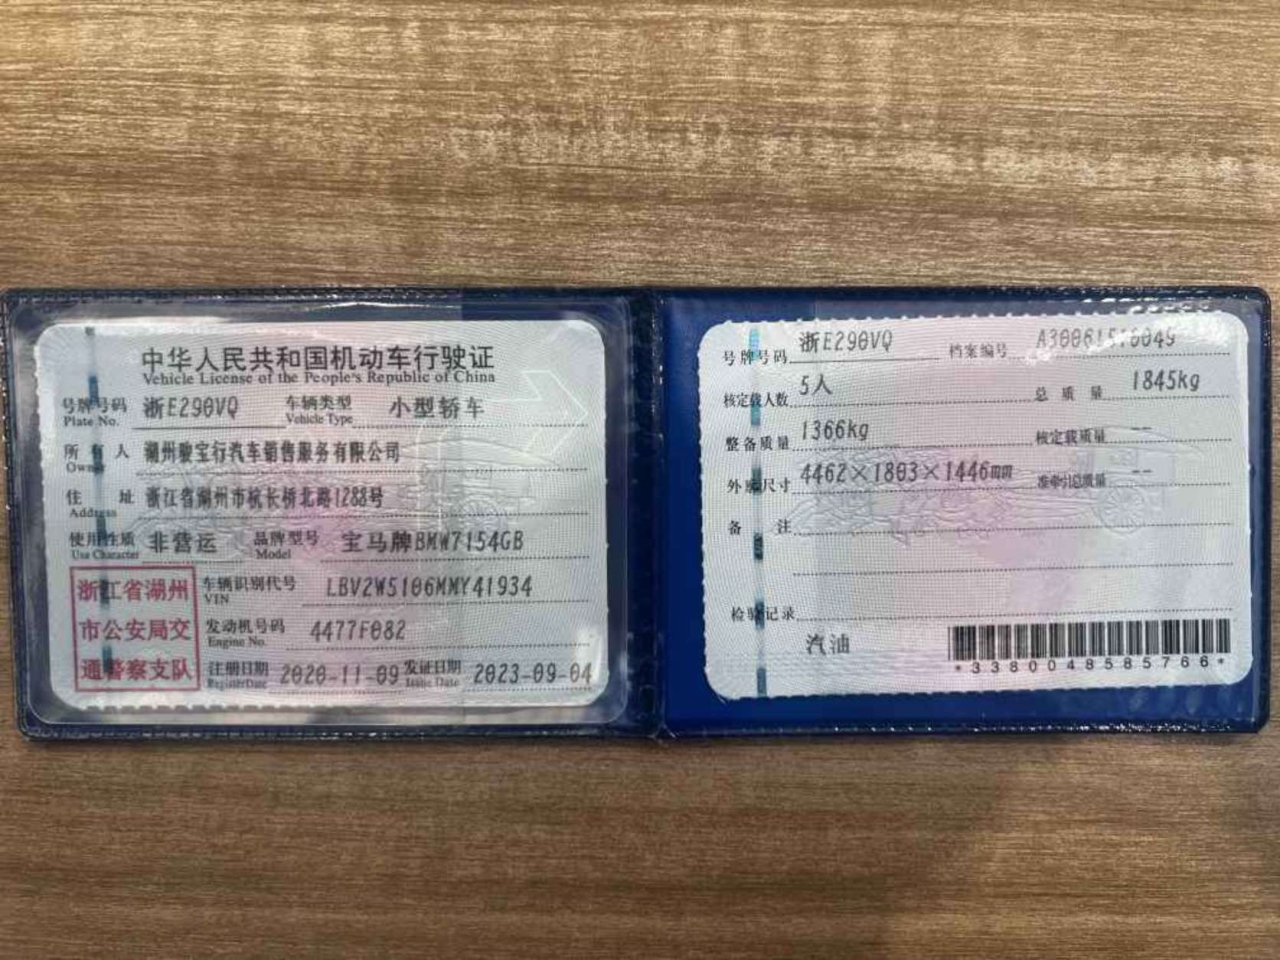 中华人民共和国机动车行驶证
Vehicle License of the People's Republic of China
号牌号码 浙E290VQ 车辆类型 小型轿车
Plate No. Vehicle Type
所有人 湖州骏宝行汽车销售服务有限公司
Owner
住址 浙江省湖州市杭长桥北路1288号
Address
使用性质 非营运 品牌型号 宝马牌BMW7154GB
Use Character Model
浙江省湖州
市公安局交
通警察支队
车辆识别代号 LBV2W5106MMY41934
VIN
发动机号码 4477F082
Engine No.
注册日期 2020-11-09 发证日期 2023-09-04
Register Date Issue Date
号牌号码 浙E290VQ 档案编号
核定载人数 5人 总质量 1845kg
整备质量 1366kg 核定载质量 --
外廓尺寸 4462×1803×1446mm 准牵引总质量 --
备注
检验记录
汽油
*3380048585766*